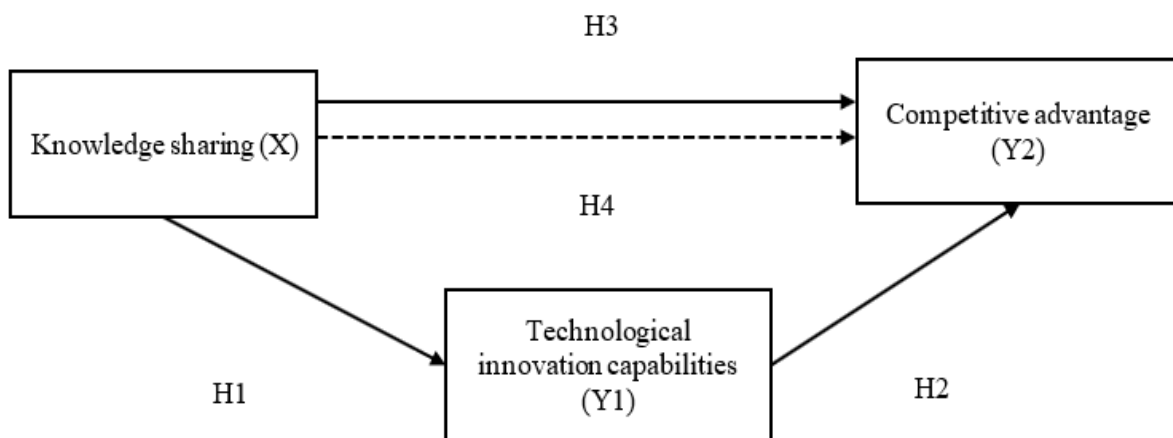 H3
Knowledge sharing (X)
Competitive advantage
(Y2)
H4
Technological
innovation capabilities
(Y1)
H1
H2